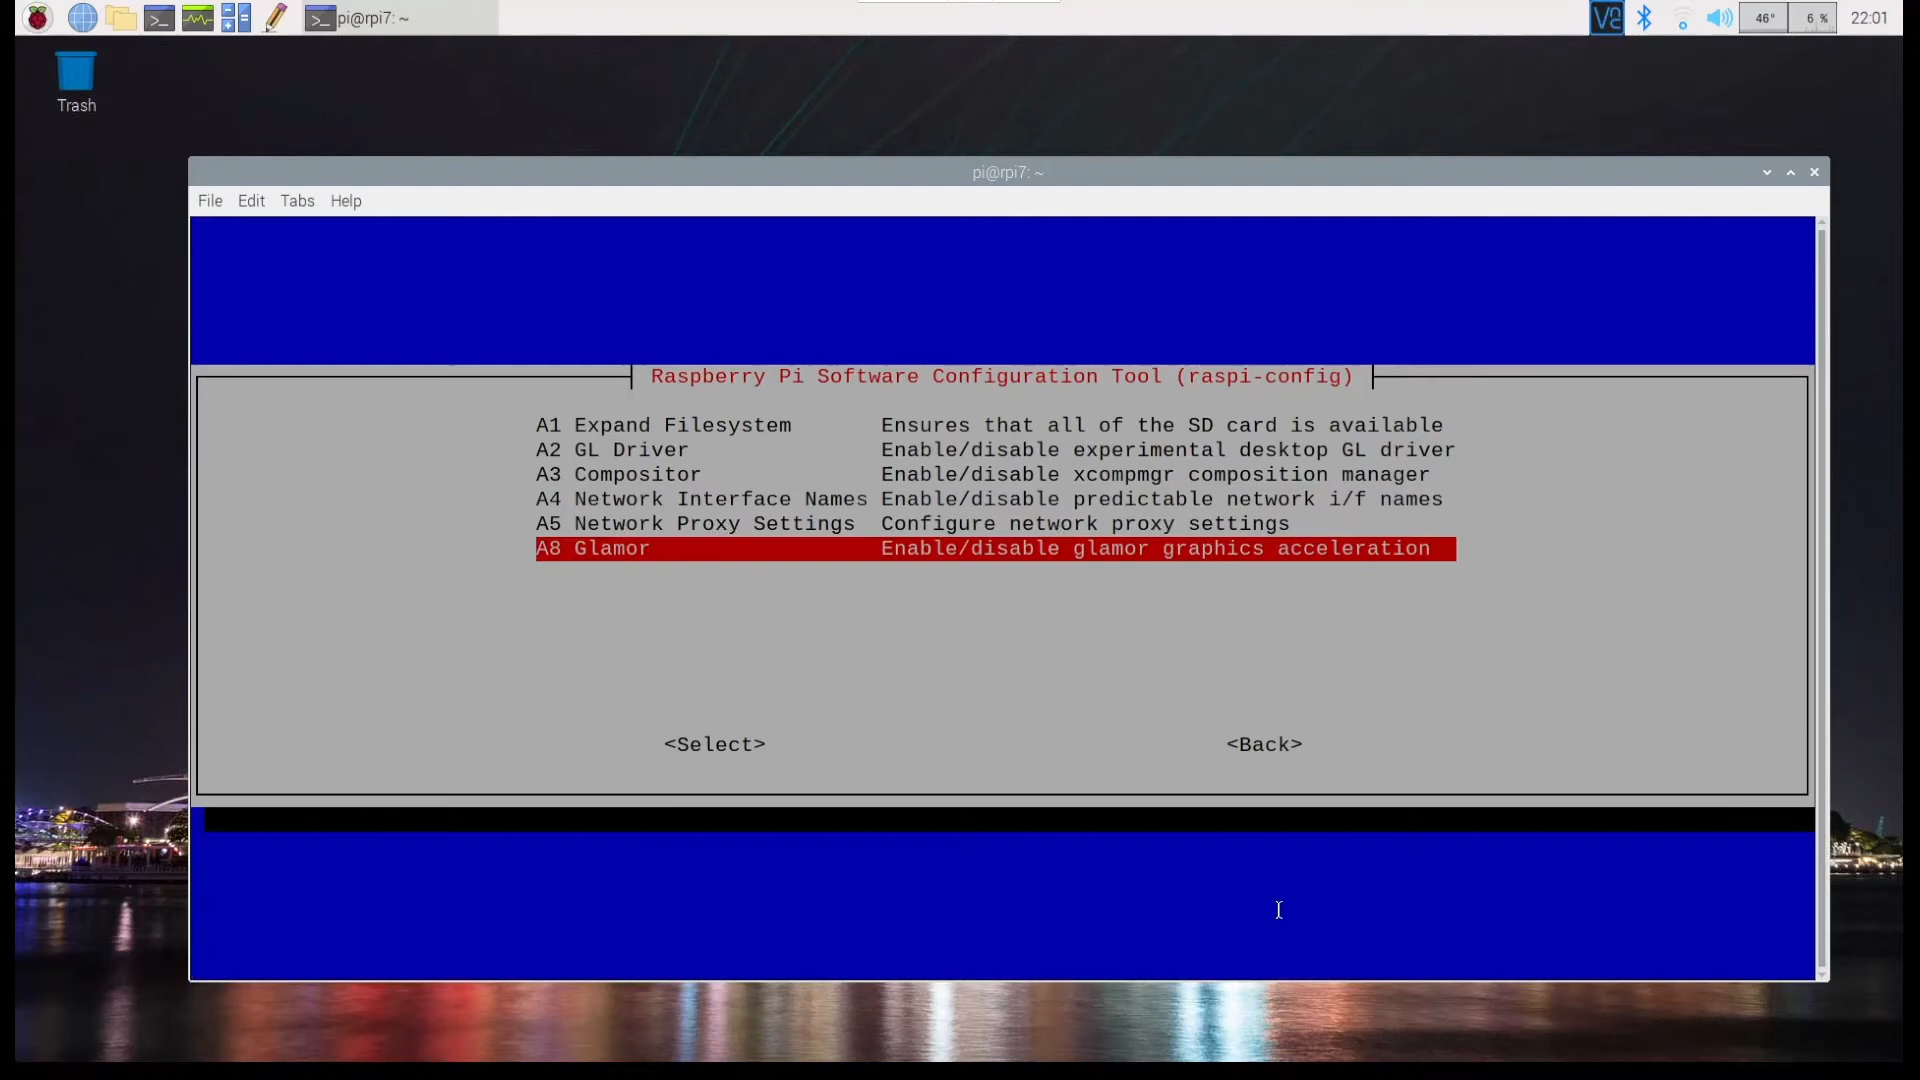 pi@rpi7: ~
46° 6 % 22:01
Trash
pi@rpi7: ~
File Edit Tabs Help
Raspberry Pi Software Configuration Tool (raspi-config)
A1 Expand Filesystem Ensures that all of the SD card is available
A2 GL Driver Enable/disable experimental desktop GL driver
A3 Compositor Enable/disable xcompmgr composition manager
A4 Network Interface Names Enable/disable predictable network i/f names
A5 Network Proxy Settings Configure network proxy settings
A8 Glamor Enable/disable glamor graphics acceleration
<Select> <Back>